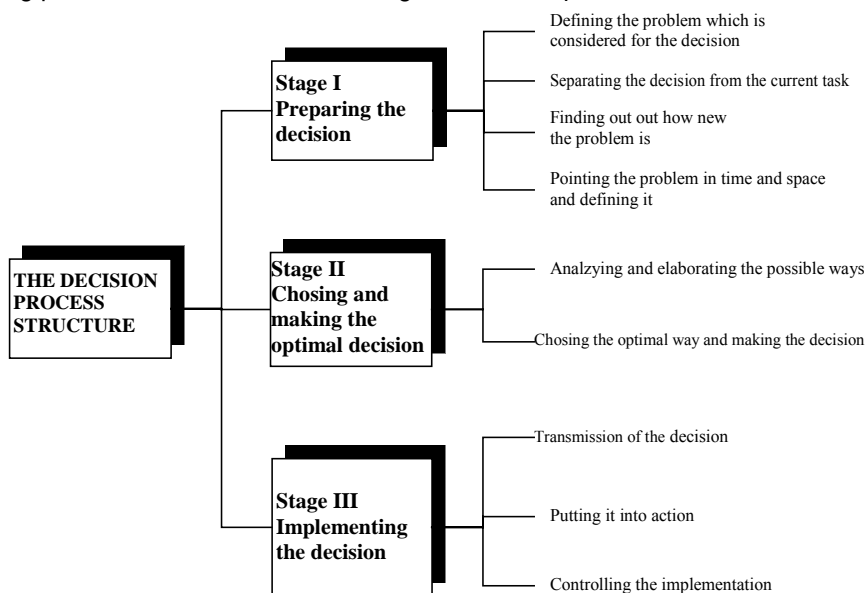 THE DECISION
PROCESS
STRUCTURE
Stage I
Preparing the
decision
Defining the problem which is
considered for the decision
Separating the decision from the current task
Finding out out how new
the problem is
Pointing the problem in time and space
and defining it
Stage II
Chosing and
making the
optimal decision
Analzying and elaborating the possible ways
Chosing the optimal way and making the decision
Stage III
Implementing
the decision
Transmission of the decision
Putting it into action
Controlling the implementation